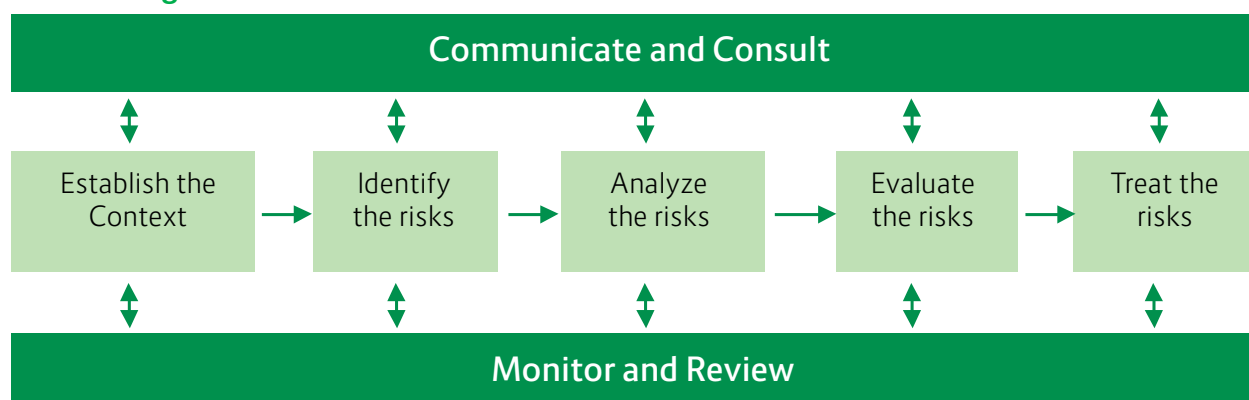 Communicate and Consult
Establish the
Context
Identify
the risks
Analyze
the risks
Evaluate
the risks
Treat the
risks
Monitor and Review